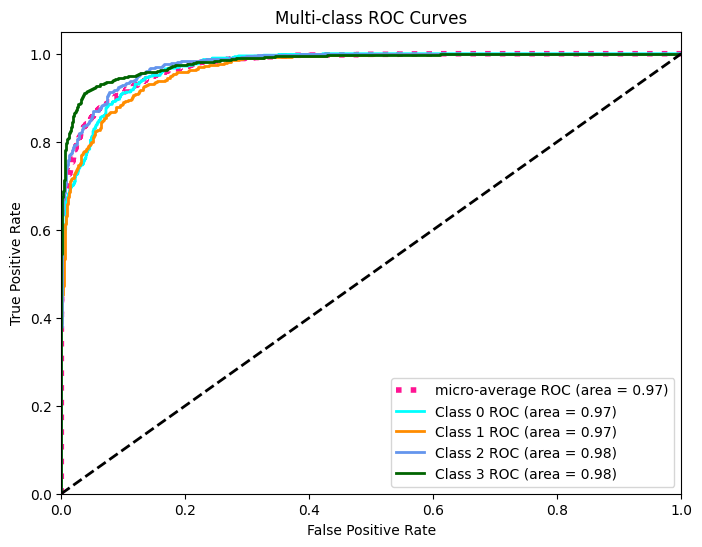 Multi-class ROC Curves
True Positive Rate
1.0
0.8
0.6
0.4
0.2
0.0
micro-average ROC (area = 0.97)
Class 0 ROC (area = 0.97)
Class 1 ROC (area = 0.97)
Class 2 ROC (area = 0.98)
Class 3 ROC (area = 0.98)
0.0 0.2 0.4 0.6 0.8 1.0
False Positive Rate